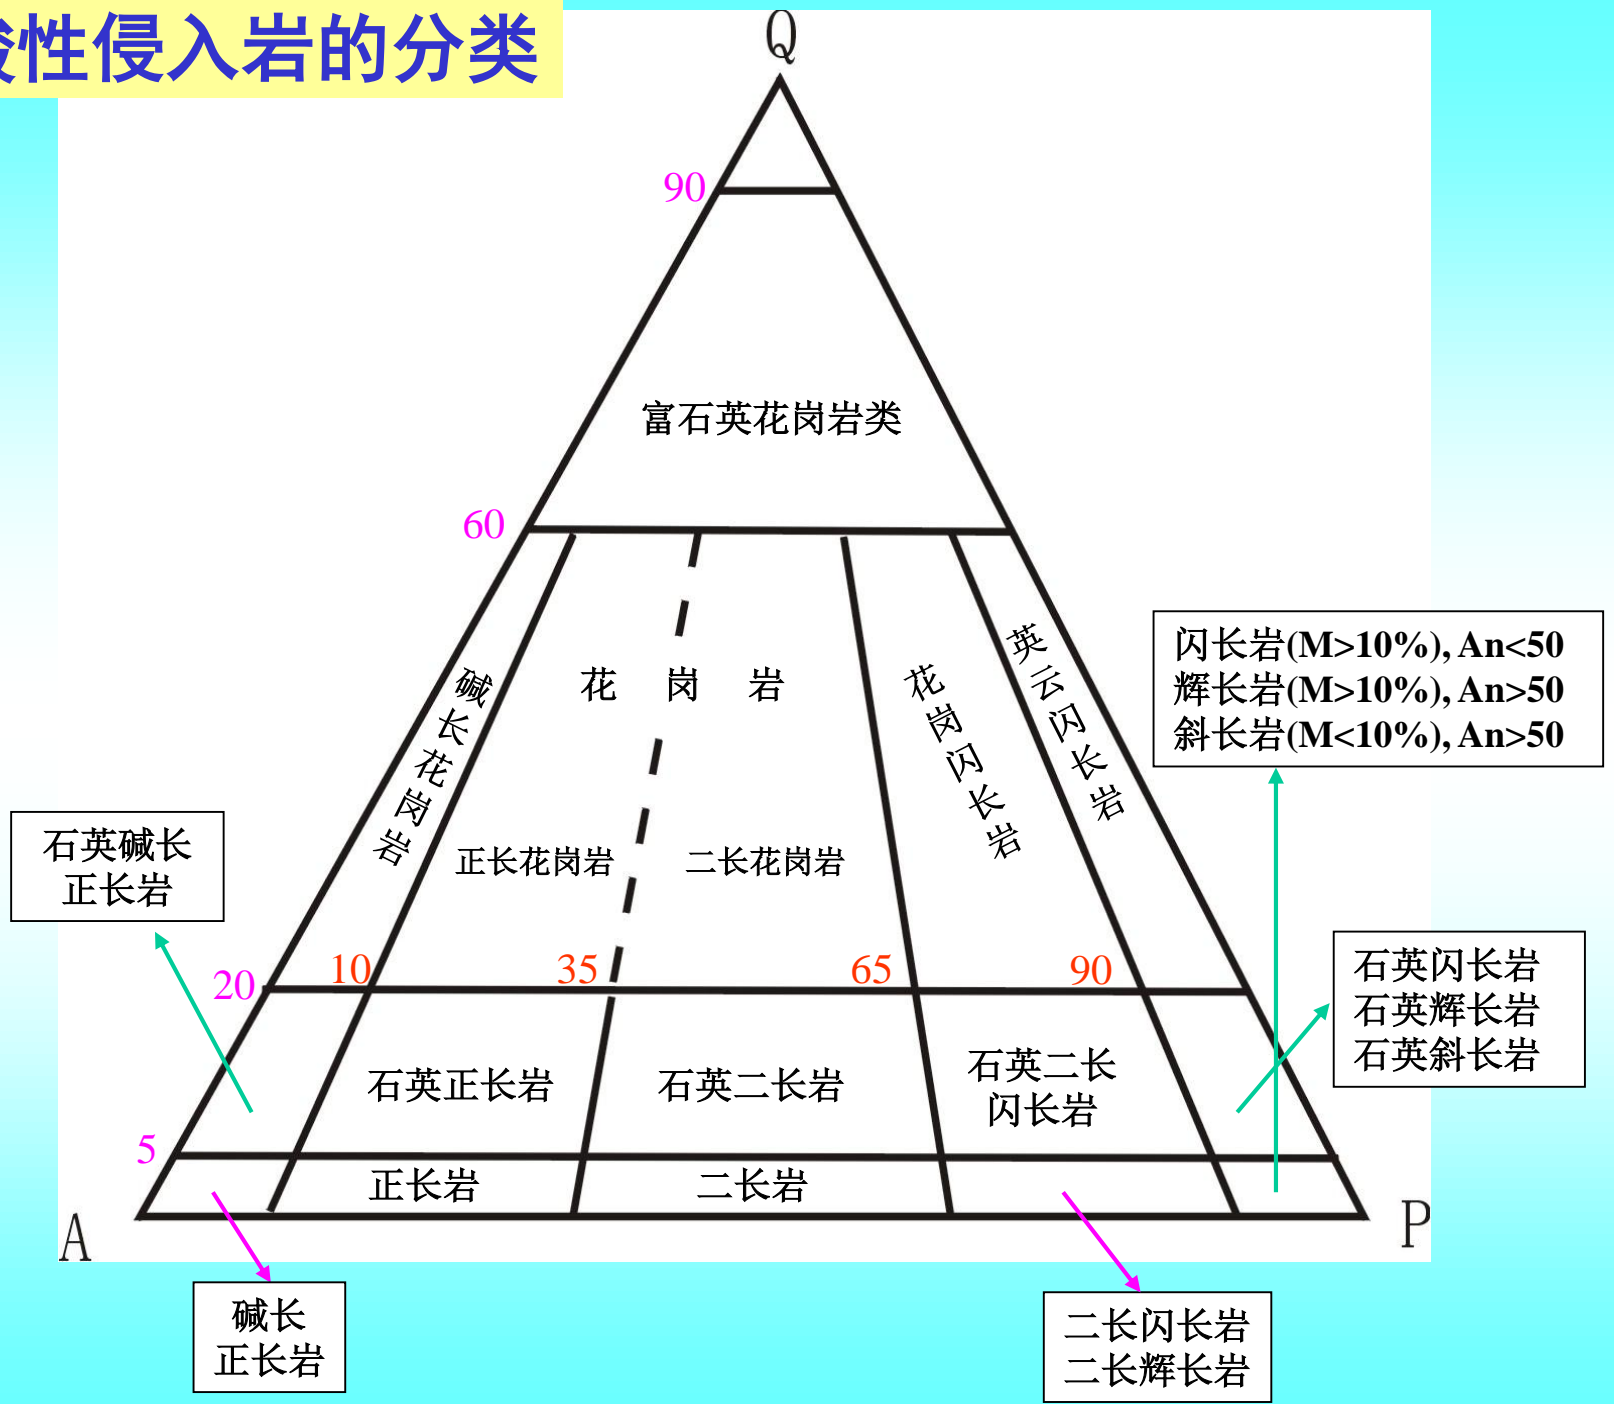 酸性侵入岩的分类
Q
90
富石英花岗岩类
60
碱长花岗岩
花 岗 岩
花岗闪长岩
英云闪长岩
正长花岗岩
二长花岗岩
闪长岩(M>10%), An<50
辉长岩(M>10%), An>50
斜长岩(M<10%), An>50
石英碱长
正长岩
20
10
35
65
90
石英闪长岩
石英辉长岩
石英斜长岩
石英正长岩
石英二长岩
石英二长
闪长岩
5
正长岩
二长岩
A
P
碱长
正长岩
二长闪长岩
二长辉长岩